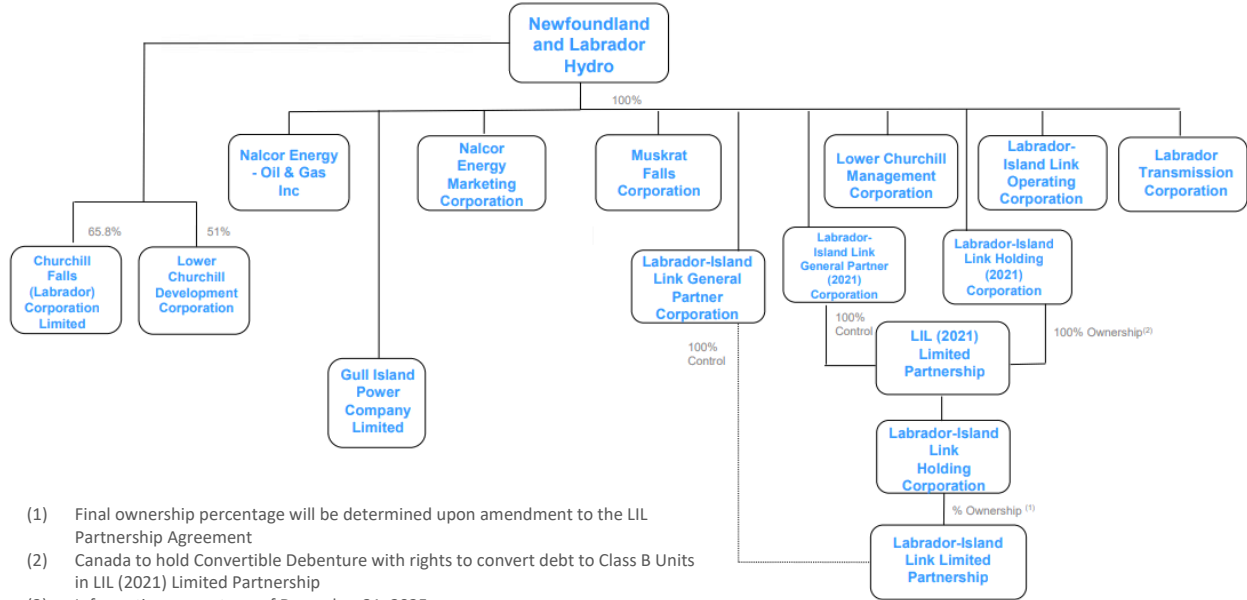 Newfoundland
and Labrador
Hydro
100%
Nalcor Energy
- Oil & Gas
Inc
Nalcor
Energy
Marketing
Corporation
Muskrat
Falls
Corporation
Lower Churchill
Management
Corporation
Labrador-
Island Link
Operating
Corporation
Labrador
Transmission
Corporation
65.8%
51%
Churchill
Falls
(Labrador)
Corporation
Limited
Lower
Churchill
Development
Corporation
Labrador-Island
Link General
Partner
Corporation
Labrador-
Island Link
General Partner
(2021)
Corporation
Labrador-Island
Link Holding
(2021)
Corporation
100%
Control
100%
Control
100% Ownership(2)
LIL (2021)
Limited
Partnership
Gull Island
Power
Company
Limited
Labrador-Island
Link
Holding
Corporation
% Ownership (1)
Labrador-Island
Link Limited
Partnership
(1) Final ownership percentage will be determined upon amendment to the LIL
Partnership Agreement
(2) Canada to hold Convertible Debenture with rights to convert debt to Class B Units
in LIL (2021) Limited Partnership